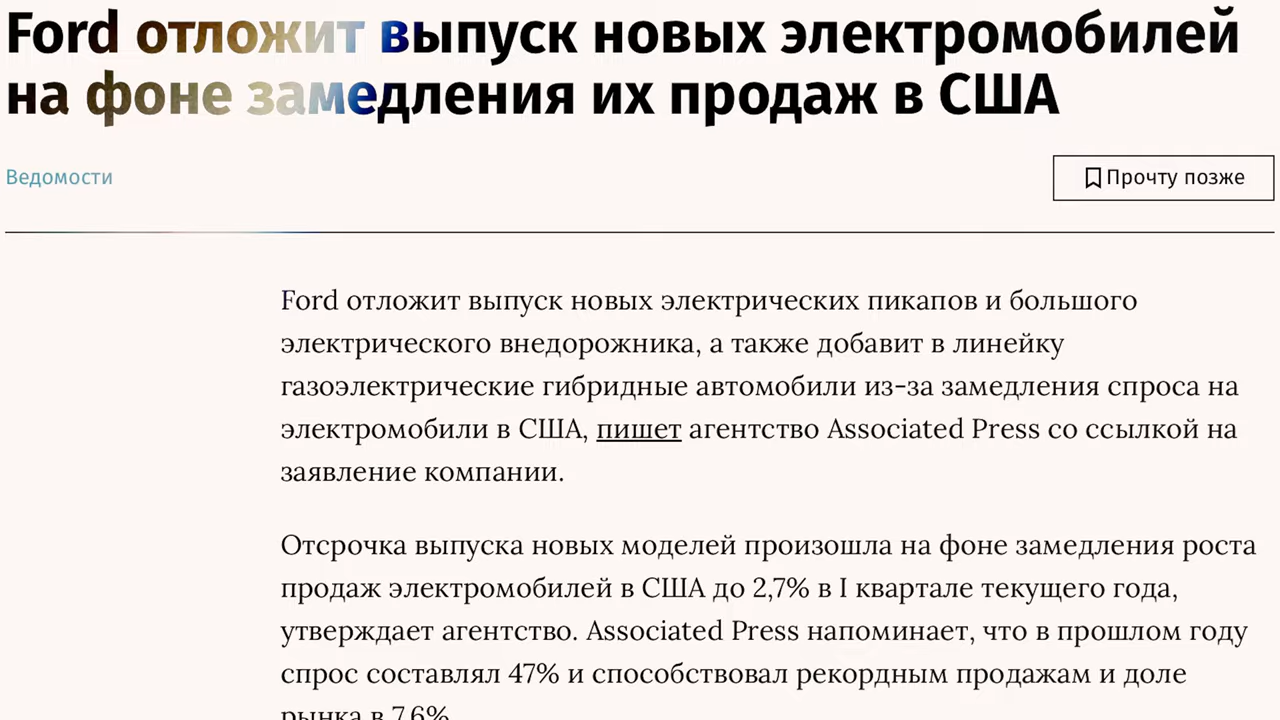 Ford отложит выпуск новых электромобилей
на фоне замедления их продаж в США
Ведомости
Прочту позже
Ford отложит выпуск новых электрических пикапов и большого
электрического внедорожника, а также добавит в линейку
газоэлектрические гибридные автомобили из-за замедления спроса на
электромобили в США, пишет агентство Associated Press со ссылкой на
заявление компании.
Отсрочка выпуска новых моделей произошла на фоне замедления роста
продаж электромобилей в США до 2,7% в I квартале текущего года,
утверждает агентство. Associated Press напоминает, что в прошлом году
спрос составлял 47% и способствовал рекордным продажам и доле
рынка в 7,6%.